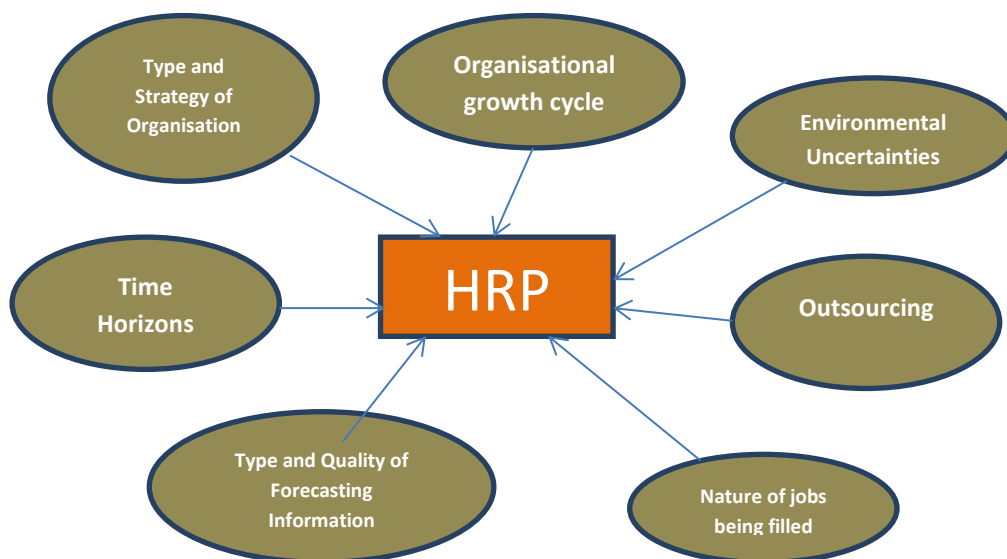 Type and
Strategy of
Organisation
Organisational
growth cycle
Environmental
Uncertainties
Time
Horizons
HRP
Outsourcing
Type and Quality of
Forecasting
Information
Nature of jobs
being filled